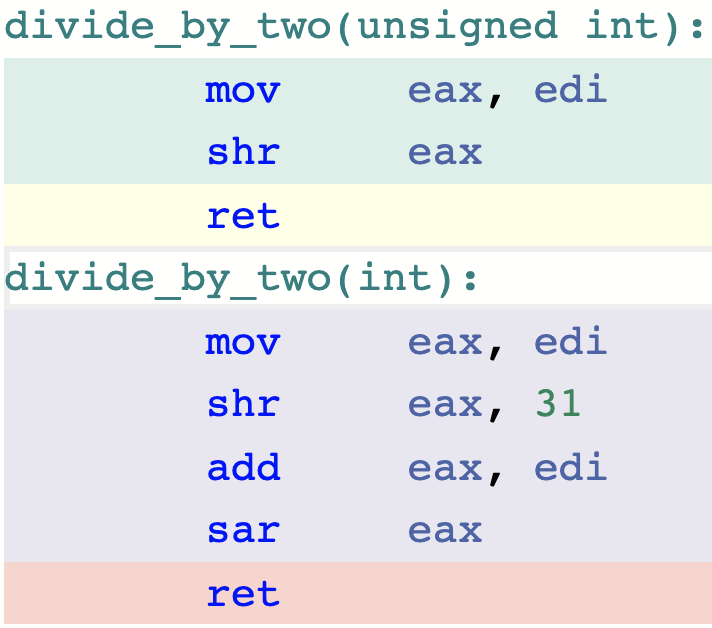 divide_by_two(unsigned int):
mov eax, edi
shr eax
ret
divide_by_two(int):
mov eax, edi
shr eax, 31
add eax, edi
sar eax
ret